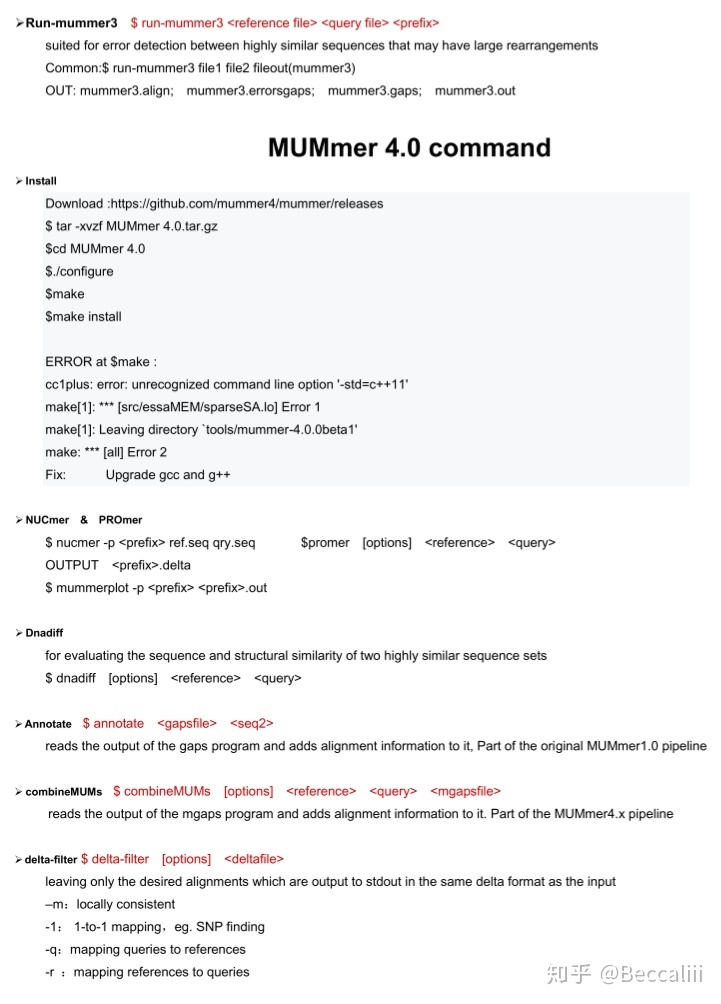 ➢Run-mummer3 $ run-mummer3 <reference file> <query file> <prefix>
suited for error detection between highly similar sequences that may have large rearrangements
Common:$ run-mummer3 file1 file2 fileout(mummer3)
OUT: mummer3.align; mummer3.errorsgaps; mummer3.gaps; mummer3.out
MUMmer 4.0 command
➢Install
Download :https://github.com/mummer4/mummer/releases
$ tar -xvzf MUMmer 4.0.tar.gz
$cd MUMmer 4.0
$./configure
$make
$make install
ERROR at $make :
cc1plus: error: unrecognized command line option '-std=c++11'
make[1]: *** [src/essaMEM/sparseSA.lo] Error 1
make[1]: Leaving directory `tools/mummer-4.0.0beta1'
make: *** [all] Error 2
Fix: Upgrade gcc and g++
➢NUCmer & PROmer
$ nucmer -p <prefix> ref.seq qry.seq $promer [options] <reference> <query>
OUTPUT <prefix>.delta
$ mummerplot -p <prefix> <prefix>.out
➢Dnadiff
for evaluating the sequence and structural similarity of two highly similar sequence sets
$ dnadiff [options] <reference> <query>
➢Annotate $ annotate <gapsfile> <seq2>
reads the output of the gaps program and adds alignment information to it, Part of the original MUMmer1.0 pipeline
➢combineMUMs $ combineMUMs [options] <reference> <query> <mgapsfile>
reads the output of the mgaps program and adds alignment information to it. Part of the MUMmer4.x pipeline
➢delta-filter $ delta-filter [options] <deltafile>
leaving only the desired alignments which are output to stdout in the same delta format as the input
–m：locally consistent
-1： 1-to-1 mapping，eg. SNP finding
-q：mapping queries to references
-r ：mapping references to queries
知乎 @Beccaliii